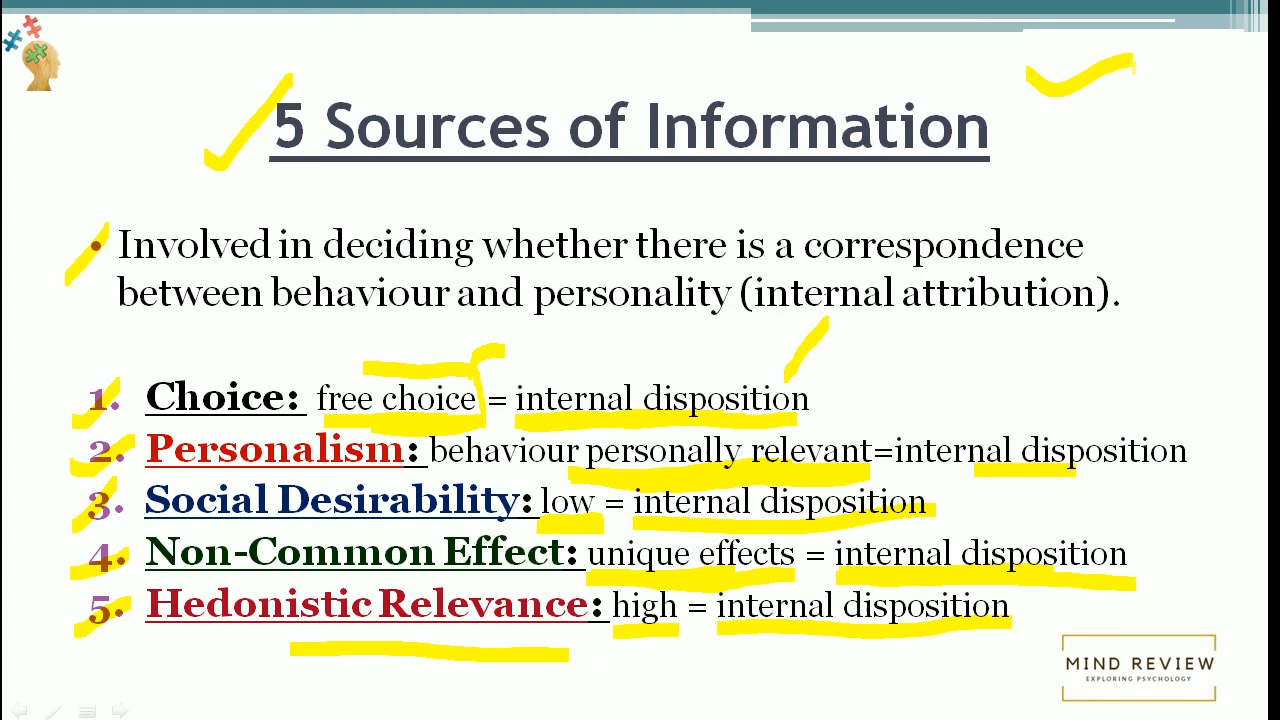 5 Sources of Information
• Involved in deciding whether there is a correspondence
between behaviour and personality (internal attribution).
1. Choice: free choice = internal disposition
2. Personalism: behaviour personally relevant=internal disposition
3. Social Desirability: low = internal disposition
4. Non-Common Effect: unique effects = internal disposition
5. Hedonistic Relevance: high = internal disposition
MIND REVIEW
EXPLORING PSYCHOLOGY